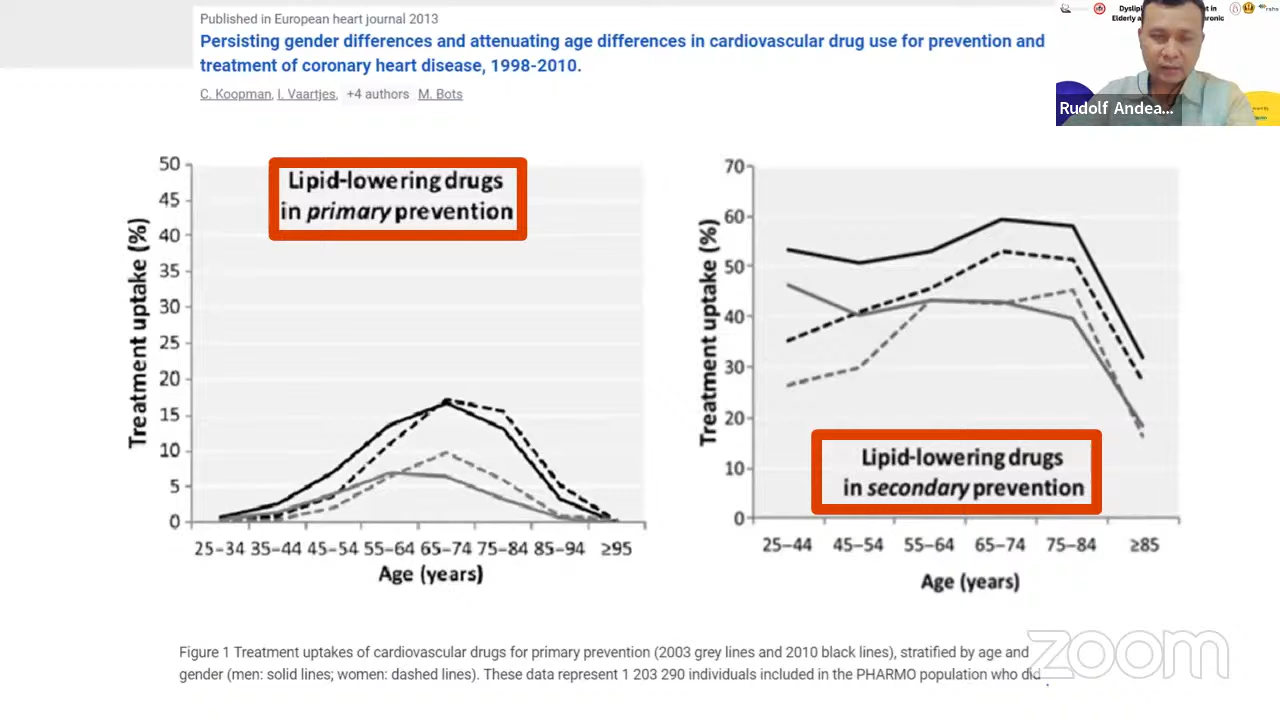 Published in European heart journal 2013
Persisting gender differences and attenuating age differences in cardiovascular drug use for prevention and
treatment of coronary heart disease, 1998-2010.
C. Koopman, I. Vaartjes, +4 authors M. Bots
Elderly
Rudolf Andea...
Lipid-lowering drugs
in primary prevention
Treatment uptake (%)
50
45
40
35
30
25
20
15
10
5
0
25–34 35–44 45–54 55–64 65–74 75–84 85–94 ≥95
Age (years)
Treatment uptake (%)
70
60
50
40
30
20
10
0
Lipid-lowering drugs
in secondary prevention
25–44 45–54 55–64 65–74 75–84 ≥85
Age (years)
Figure 1 Treatment uptakes of cardiovascular drugs for primary prevention (2003 grey lines and 2010 black lines), stratified by age and
gender (men: solid lines; women: dashed lines). These data represent 1 203 290 individuals included in the PHARMO population who did
zoom